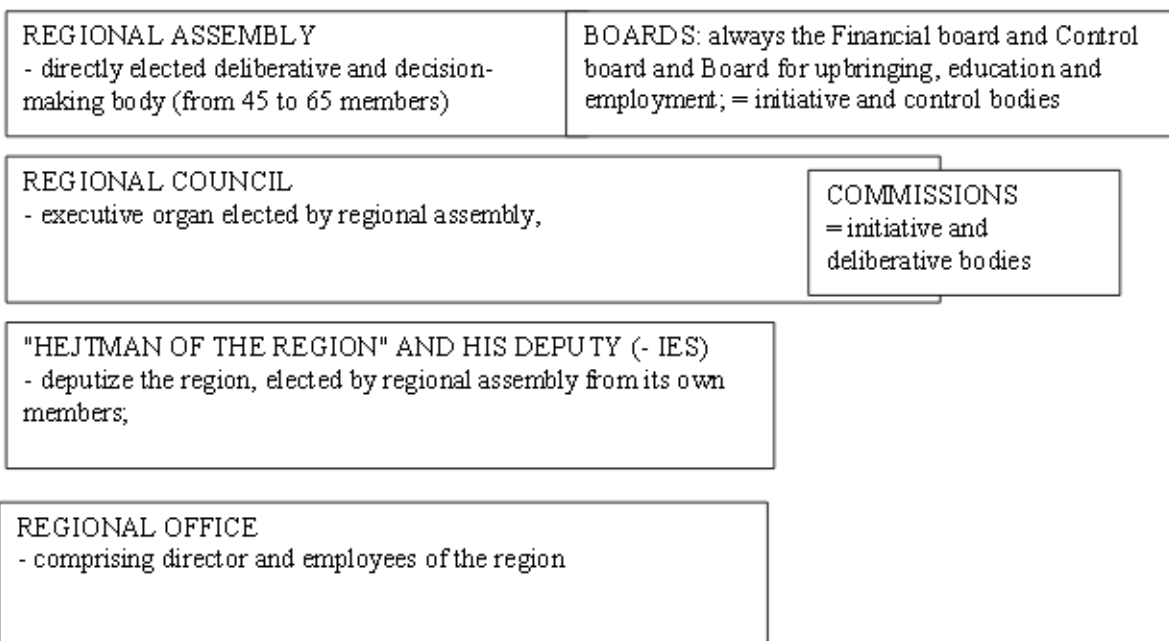 REGIONAL ASSEMBLY
- directly elected deliberative and decision-
making body (from 45 to 65 members)
BOARDS: always the Financial board and Control
board and Board for upbringing, education and
employment; = initiative and control bodies
REGIONAL COUNCIL
- executive organ elected by regional assembly,
COMMISSIONS
= initiative and
deliberative bodies
"HEJTMAN OF THE REGION" AND HIS DEPUTY (- IES)
- deputize the region, elected by regional assembly from its own
members;
REGIONAL OFFICE
- comprising director and employees of the region